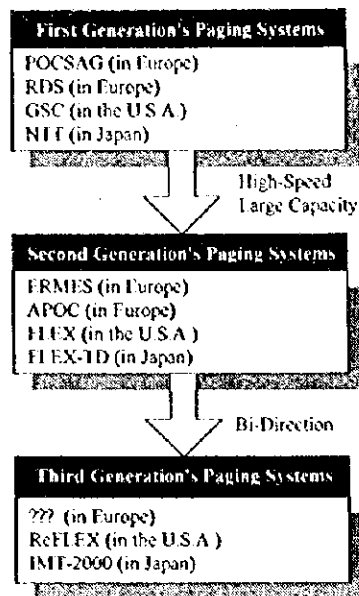 First Generation's Paging Systems
POCSAG (in Europe)
RDS (in Europe)
GSC (in the U.S.A.)
NTT (in Japan)
High-Speed
Large Capacity
Second Generation's Paging Systems
ERMES (in Europe)
APOC (in Europe)
FLEX (in the U.S.A.)
FLEX-TD (in Japan)
Bi-Direction
Third Generation's Paging Systems
??? (in Europe)
ReFLEX (in the U.S.A.)
IMT-2000 (in Japan)